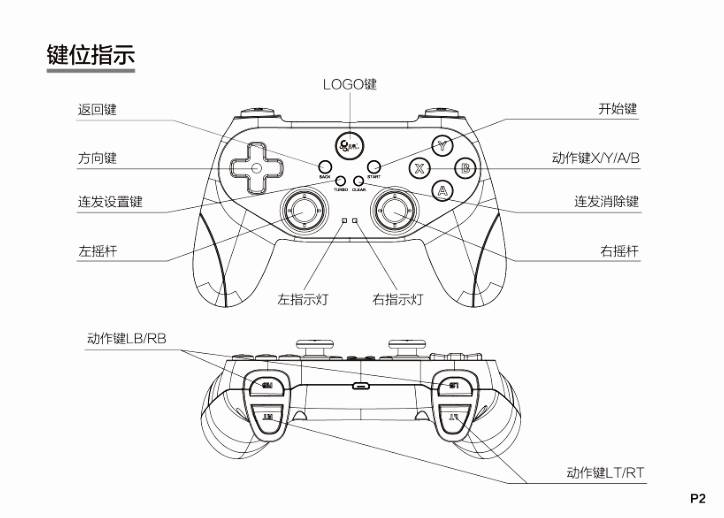 键位指示
LOGO键
返回键
开始键
方向键
动作键X/Y/A/B
连发设置键
连发消除键
左摇杆
右摇杆
BACK
START
TURBO
CLEAR
Y
X
B
A
左指示灯
右指示灯
动作键LB/RB
RB
LB
RT
LT
动作键LT/RT
P2